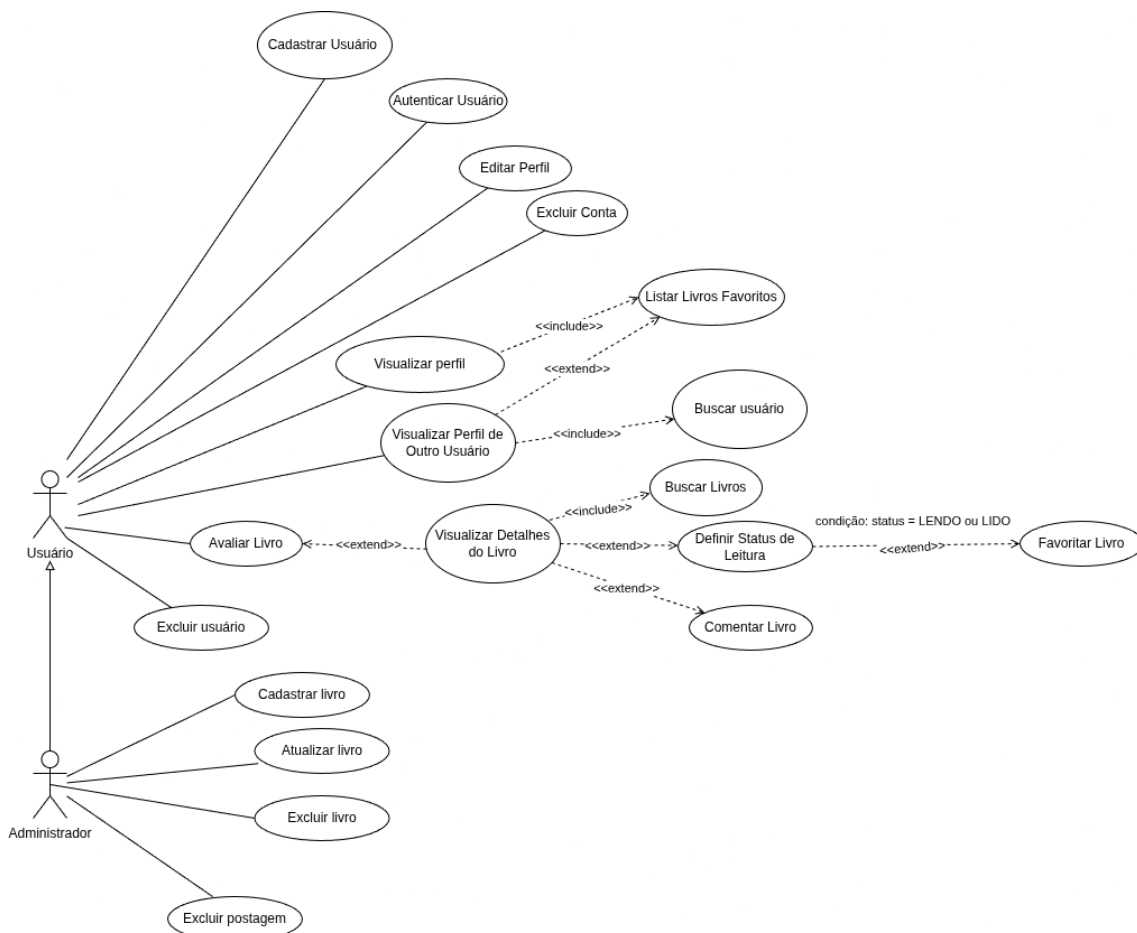 Cadastrar Usuário
Autenticar Usuário
Editar Perfil
Excluir Conta
Listar Livros Favoritos
<<include>>
Visualizar perfil
<<extend>>
Buscar usuário
Visualizar Perfil de
Outro Usuário
<<include>>
Buscar Livros
<<include>>
condição: status = LENDO ou LIDO
Usuário
Avaliar Livro
<<extend>>
Visualizar Detalhes
do Livro
<<extend>>
Definir Status de
Leitura
<<extend>>
Favoritar Livro
<<extend>>
Comentar Livro
Excluir usuário
Cadastrar livro
Atualizar livro
Excluir livro
Administrador
Excluir postagem